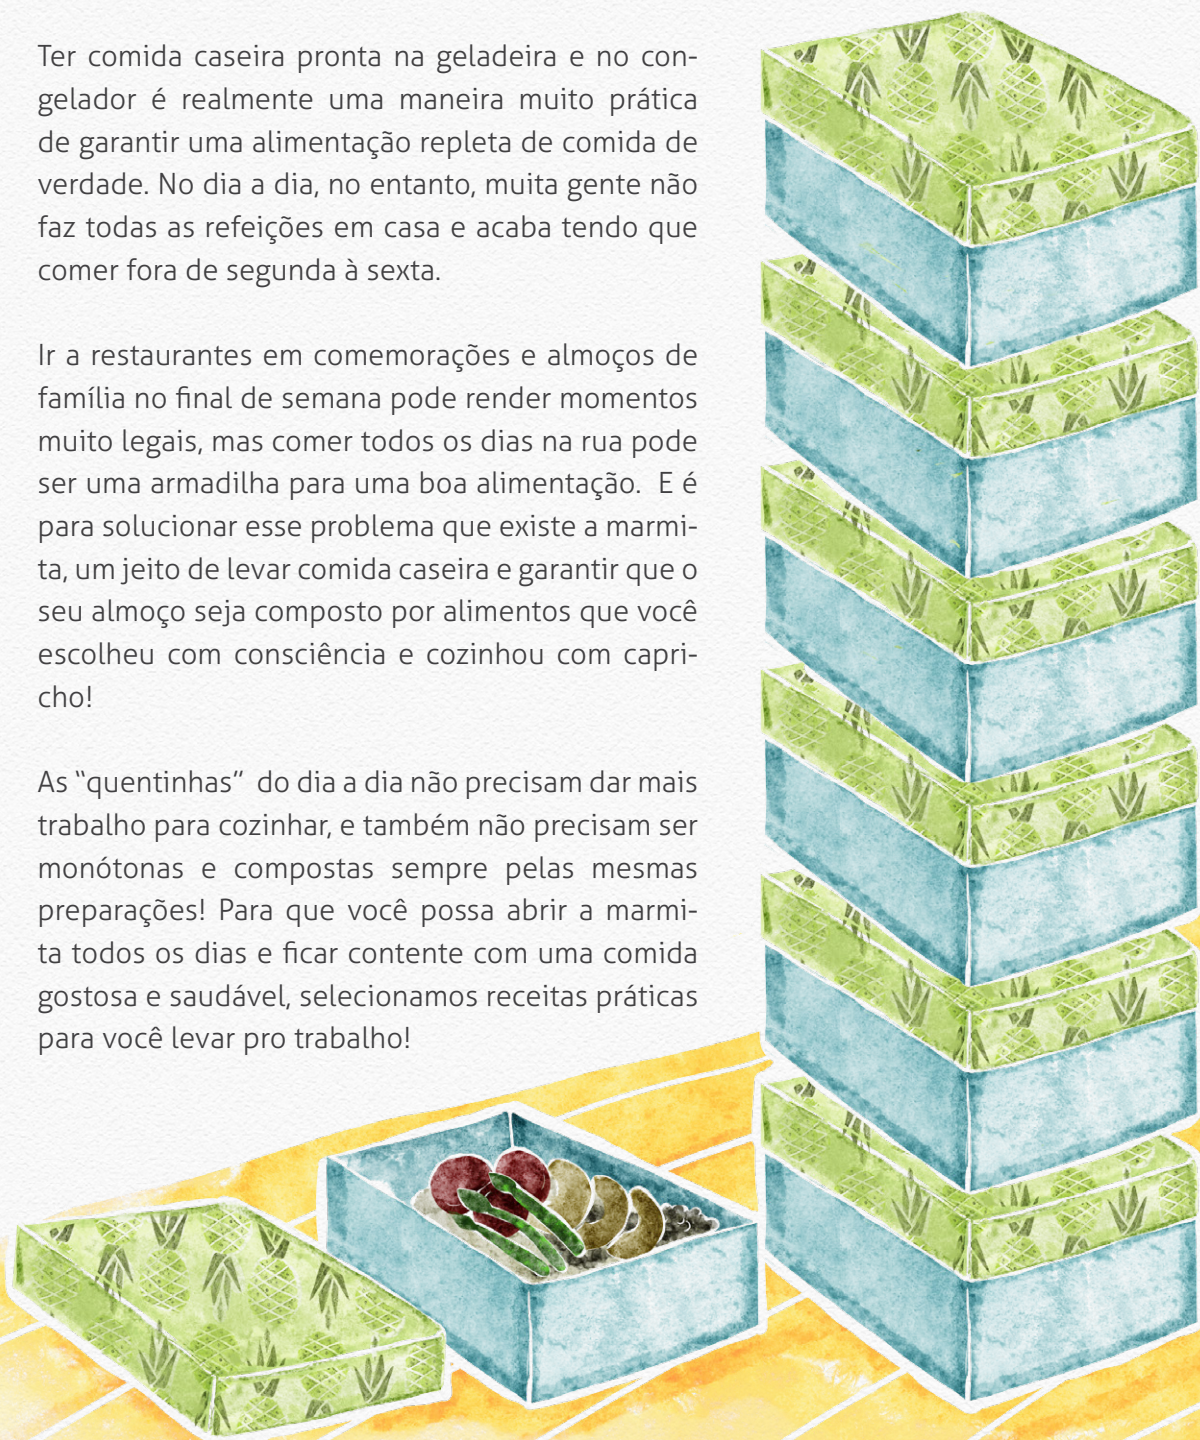 Ter comida caseira pronta na geladeira e no con-
gelador é realmente uma maneira muito prática
de garantir uma alimentação repleta de comida de
verdade. No dia a dia, no entanto, muita gente não
faz todas as refeições em casa e acaba tendo que
comer fora de segunda à sexta.
Ir a restaurantes em comemorações e almoços de
família no final de semana pode render momentos
muito legais, mas comer todos os dias na rua pode
ser uma armadilha para uma boa alimentação.  E é
para solucionar esse problema que existe a marmi-
ta, um jeito de levar comida caseira e garantir que o
seu almoço seja composto por alimentos que você
escolheu com consciência e cozinhou com capri-
cho!
As “quentinhas”  do dia a dia não precisam dar mais
trabalho para cozinhar, e também não precisam ser
monótonas e compostas sempre pelas mesmas
preparações! Para que você possa abrir a marmi-
ta todos os dias e ficar contente com uma comida
gostosa e saudável, selecionamos receitas práticas
para você levar pro trabalho!